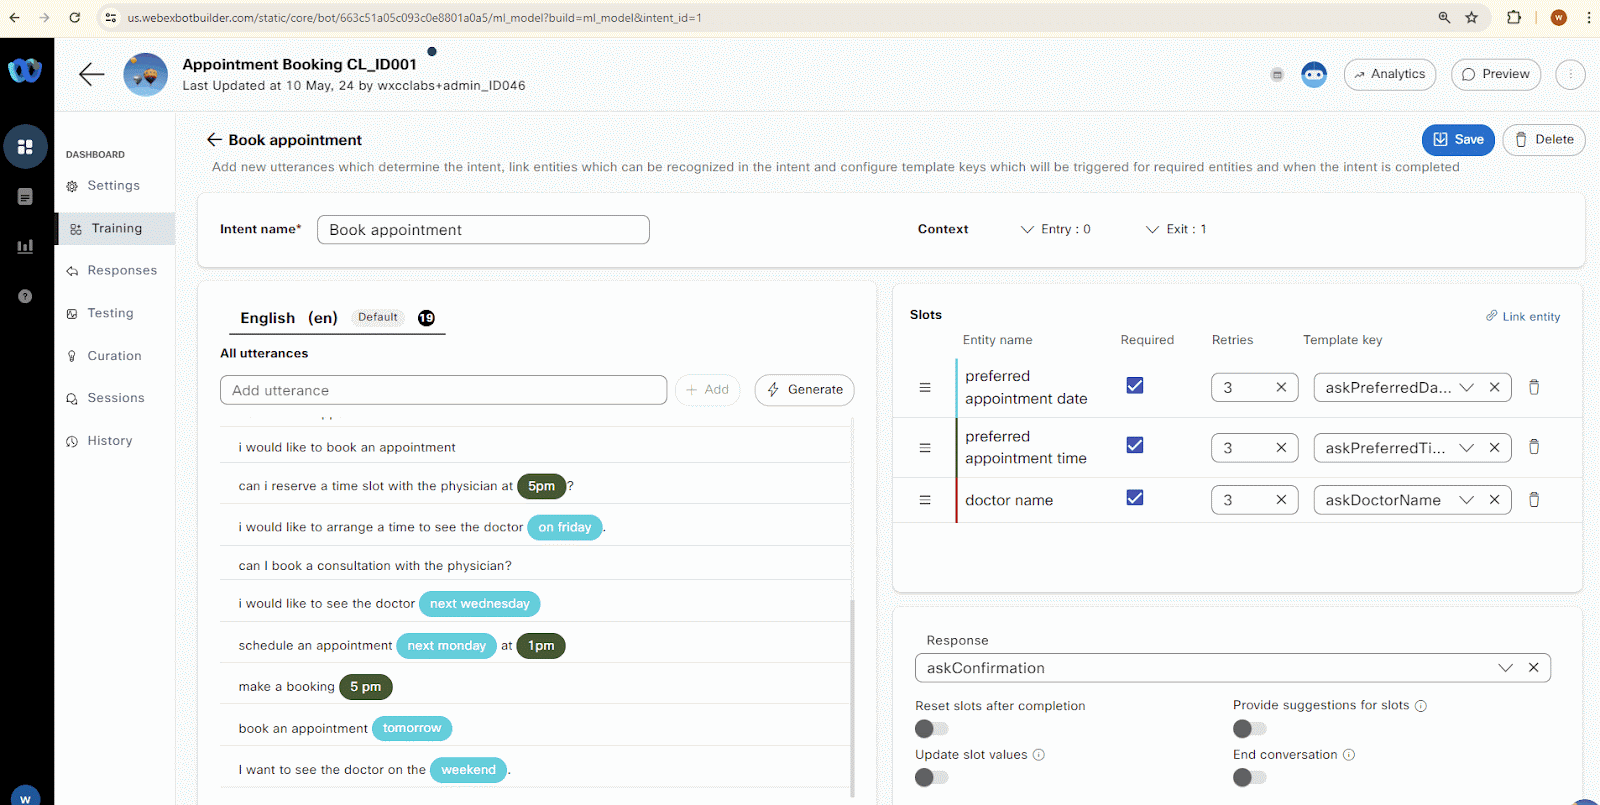 us.webexbotbuilder.com/static/core/bot/663c51a05c093c0e8801a0a5/ml_model?build=ml_model&intent_id=1
W
Appointment Booking CL_ID001
Last Updated at 10 May, 24 by wxcclabs+admin_ID046
Analytics
Preview
DASHBOARD
Settings
Training
Responses
Testing
Curation
Sessions
History
?
w
Book appointment
Save
Delete
Add new utterances which determine the intent, link entities which can be recognized in the intent and configure template keys which will be triggered for required entities and when the intent is completed
Intent name*
Book appointment
Context
Entry : 0
Exit : 1
English (en) Default 19
All utterances
Add utterance
+ Add
Generate
i would like to book an appointment
can i reserve a time slot with the physician at 5pm ?
i would like to arrange a time to see the doctor on friday .
can I book a consultation with the physician?
i would like to see the doctor next wednesday
schedule an appointment next monday at 1pm
make a booking 5 pm
book an appointment tomorrow
I want to see the doctor on the weekend .
Slots
Link entity
Entity name Required Retries Template key
preferred
appointment date
3
askPreferredDa...
preferred
appointment time
3
askPreferredTi...
doctor name
3
askDoctorName
Response
askConfirmation
Reset slots after completion
Provide suggestions for slots
Update slot values
End conversation